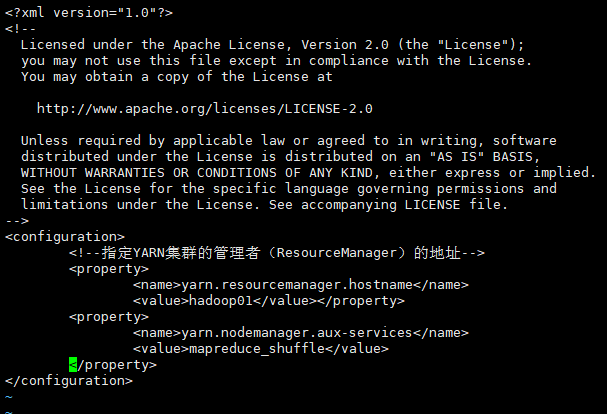 <?xml version="1.0"?>
<!--
  Licensed under the Apache License, Version 2.0 (the "License");
  you may not use this file except in compliance with the License.
  You may obtain a copy of the License at

    http://www.apache.org/licenses/LICENSE-2.0

  Unless required by applicable law or agreed to in writing, software
  distributed under the License is distributed on an "AS IS" BASIS,
  WITHOUT WARRANTIES OR CONDITIONS OF ANY KIND, either express or implied.
  See the License for the specific language governing permissions and
  limitations under the License. See accompanying LICENSE file.
-->
<configuration>
        <!--指定YARN集群的管理者（ResourceManager）的地址-->
        <property>
                <name>yarn.resourcemanager.hostname</name>
                <value>hadoop01</value></property>
        <property>
                <name>yarn.nodemanager.aux-services</name>
                <value>mapreduce_shuffle</value>
        </property>
</configuration>
~
~